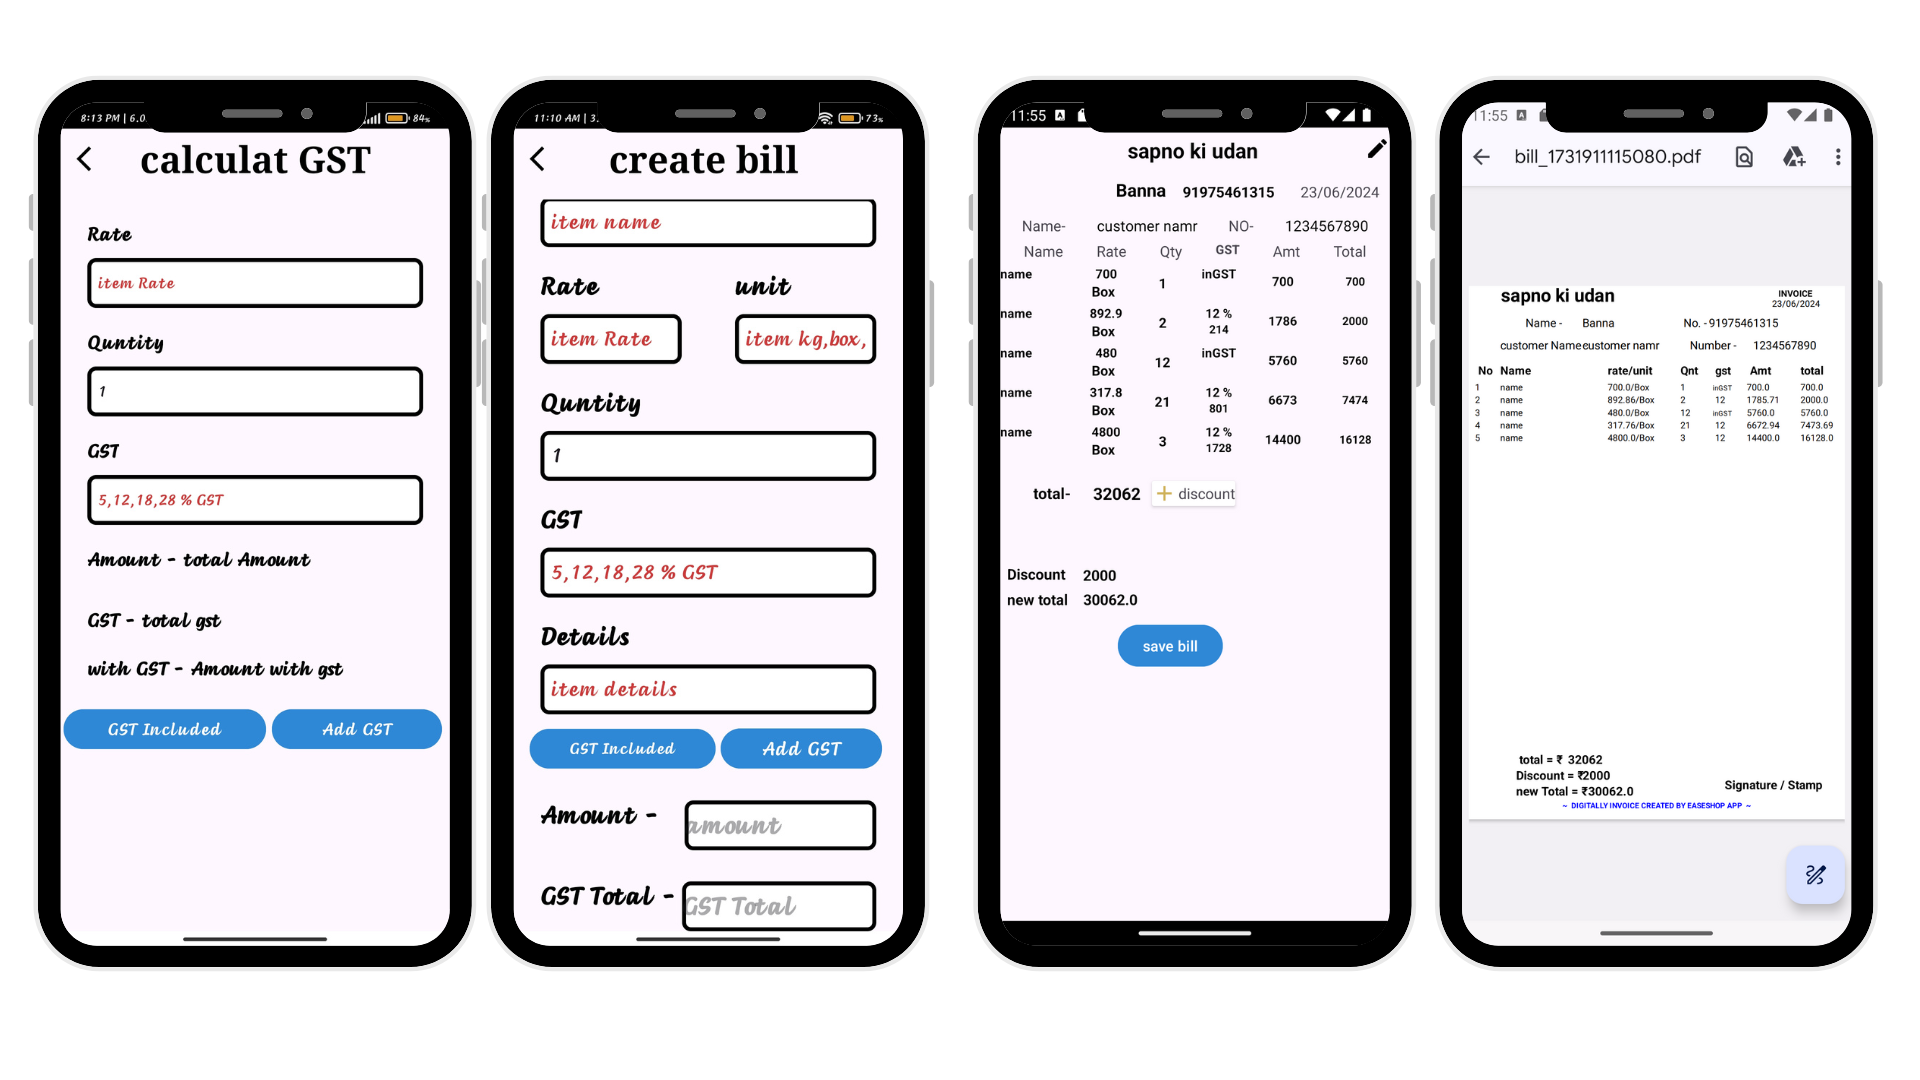 8:13 PM | 6.0
84%
calculat GST
Rate
item Rate
Quntity
1
GST
5,12,18,28 % GST
Amount - total Amount
GST - total gst
with GST - Amount with gst
GST Included
Add GST
11:10 AM | 3.
73%
create bill
item name
Rate
unit
item Rate
item kg,box,
Quntity
1
GST
5,12,18,28 % GST
Details
item details
GST Included
Add GST
Amount -
amount
GST Total -
GST Total
11:55
sapno ki udan
Banna 91975461315 23/06/2024
Name- customer namr NO- 1234567890
Name Rate Qty GST Amt Total
name 700 Box 1 inGST 700 700
name 892.9 Box 2 12 % 214 1786 2000
name 480 Box 12 inGST 5760 5760
name 317.8 Box 21 12 % 801 6673 7474
name 4800 Box 3 12 % 1728 14400 16128
total- 32062 + discount
Discount 2000
new total 30062.0
save bill
11:55
bill_1731911115080.pdf
sapno ki udan
INVOICE
23/06/2024
Name - Banna No. - 91975461315
customer Name customer namr Number - 1234567890
No Name rate/unit Qnt gst Amt total
1 name 700.0/Box 1 inGST 700.0 700.0
2 name 892.86/Box 2 12 1785.71 2000.0
3 name 480.0/Box 12 inGST 5760.0 5760.0
4 name 317.76/Box 21 12 6672.94 7473.69
5 name 4800.0/Box 3 12 14400.0 16128.0
total = ₹ 32062
Discount = ₹2000
new Total = ₹30062.0
Signature / Stamp
~ DIGITALLY INVOICE CREATED BY EASESHOP APP ~